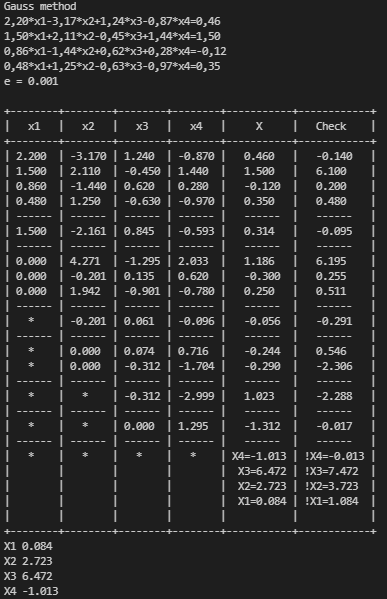 Gauss method
2,20*x1-3,17*x2+1,24*x3-0,87*x4=0,46
1,50*x1+2,11*x2-0,45*x3+1,44*x4=1,50
0,86*x1-1,44*x2+0,62*x3+0,28*x4=-0,12
0,48*x1+1,25*x2-0,63*x3-0,97*x4=0,35
e = 0.001
+--------+--------+--------+--------+----------+-----------+
| x1 | x2 | x3 | x4 | X | Check |
+--------+--------+--------+--------+----------+-----------+
| 2.200 | -3.170 | 1.240 | -0.870 | 0.460 | -0.140 |
| 1.500 | 2.110 | -0.450 | 1.440 | 1.500 | 6.100 |
| 0.860 | -1.440 | 0.620 | 0.280 | -0.120 | 0.200 |
| 0.480 | 1.250 | -0.630 | -0.970 | 0.350 | 0.480 |
| ------ | ------ | ------ | ------ | ------ | ------ |
| 1.500 | -2.161 | 0.845 | -0.593 | 0.314 | -0.095 |
| ------ | ------ | ------ | ------ | ------ | ------ |
| 0.000 | 4.271 | -1.295 | 2.033 | 1.186 | 6.195 |
| 0.000 | -0.201 | 0.135 | 0.620 | -0.300 | 0.255 |
| 0.000 | 1.942 | -0.901 | -0.780 | 0.250 | 0.511 |
| ------ | ------ | ------ | ------ | ------ | ------ |
| * | -0.201 | 0.061 | -0.096 | -0.056 | -0.291 |
| ------ | ------ | ------ | ------ | ------ | ------ |
| * | 0.000 | 0.074 | 0.716 | -0.244 | 0.546 |
| * | 0.000 | -0.312 | -1.704 | -0.290 | -2.306 |
| ------ | ------ | ------ | ------ | ------ | ------ |
| * | * | -0.312 | -2.999 | 1.023 | -2.288 |
| ------ | ------ | ------ | ------ | ------ | ------ |
| * | * | 0.000 | 1.295 | -1.312 | -0.017 |
| ------ | ------ | ------ | ------ | ------ | ------ |
| * | * | * | * | X4=-1.013 | !X4=-0.013 |
| | | | | X3=6.472 | !X3=7.472 |
| | | | | X2=2.723 | !X2=3.723 |
| | | | | X1=0.084 | !X1=1.084 |
| | | | | | |
+--------+--------+--------+--------+----------+-----------+
X1 0.084
X2 2.723
X3 6.472
X4 -1.013